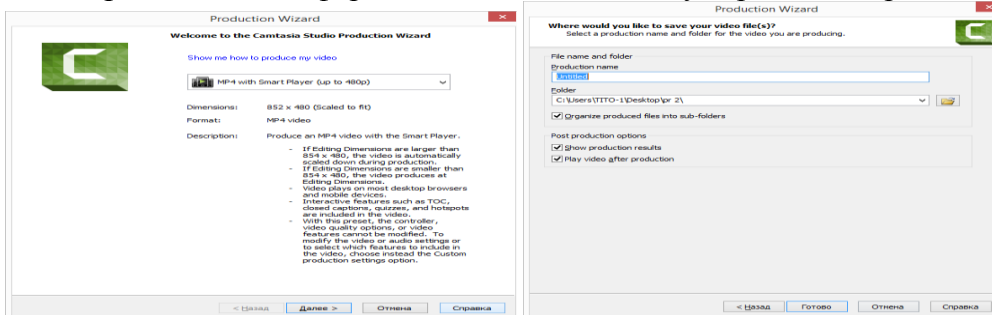 Production Wizard
Welcome to the Camtasia Studio Production Wizard
Show me how to produce my video
MP4 with Smart Player (up to 480p)
Dimensions: 852 x 480 (Scaled to fit)
Format: MP4 video
Description: Produce an MP4 video with the Smart Player.
- If Editing Dimensions are larger than
854 x 480, the video is automatically
scaled down during production.
- If Editing Dimensions are smaller than
854 x 480, the video produces at
Editing Dimensions.
- Video plays on most desktop browsers
and mobile devices.
- Interactive features such as TOC,
closed captions, quizzes, and hotspots
are included in the video.
- With this preset, the controller,
video quality options, or video
features cannot be modified. To
modify the video or audio settings or
to select which features to include in
the video, choose instead the Custom
production settings option.
< Назад Далее > Отмена Справка
Production Wizard
Where would you like to save your video file(s)?
Select a production name and folder for the video you are producing.
File name and folder
Production name
Untitled
Folder
C:\Users\TITO-1\Desktop\pr 2\
Organize produced files into sub-folders
Post production options
Show production results
Play video after production
< Назад Готово Отмена Справка